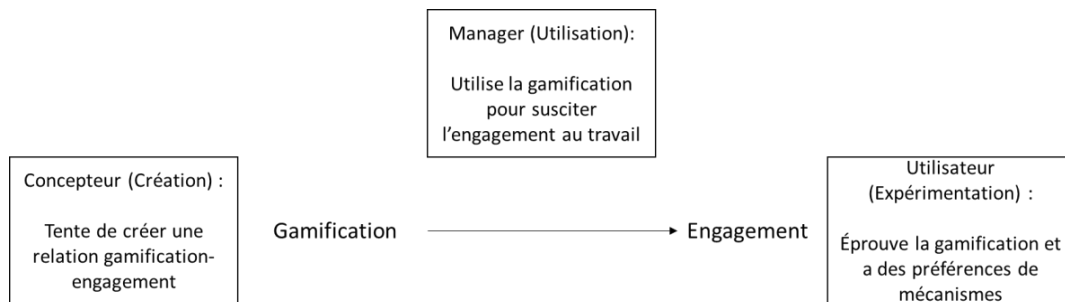 Manager (Utilisation):
Utilise la gamification
pour susciter
l'engagement au travail
Concepteur (Création) :
Tente de créer une
relation gamification-
engagement
Gamification
Engagement
Utilisateur
(Expérimentation) :
Éprouve la gamification et
a des préférences de
mécanismes